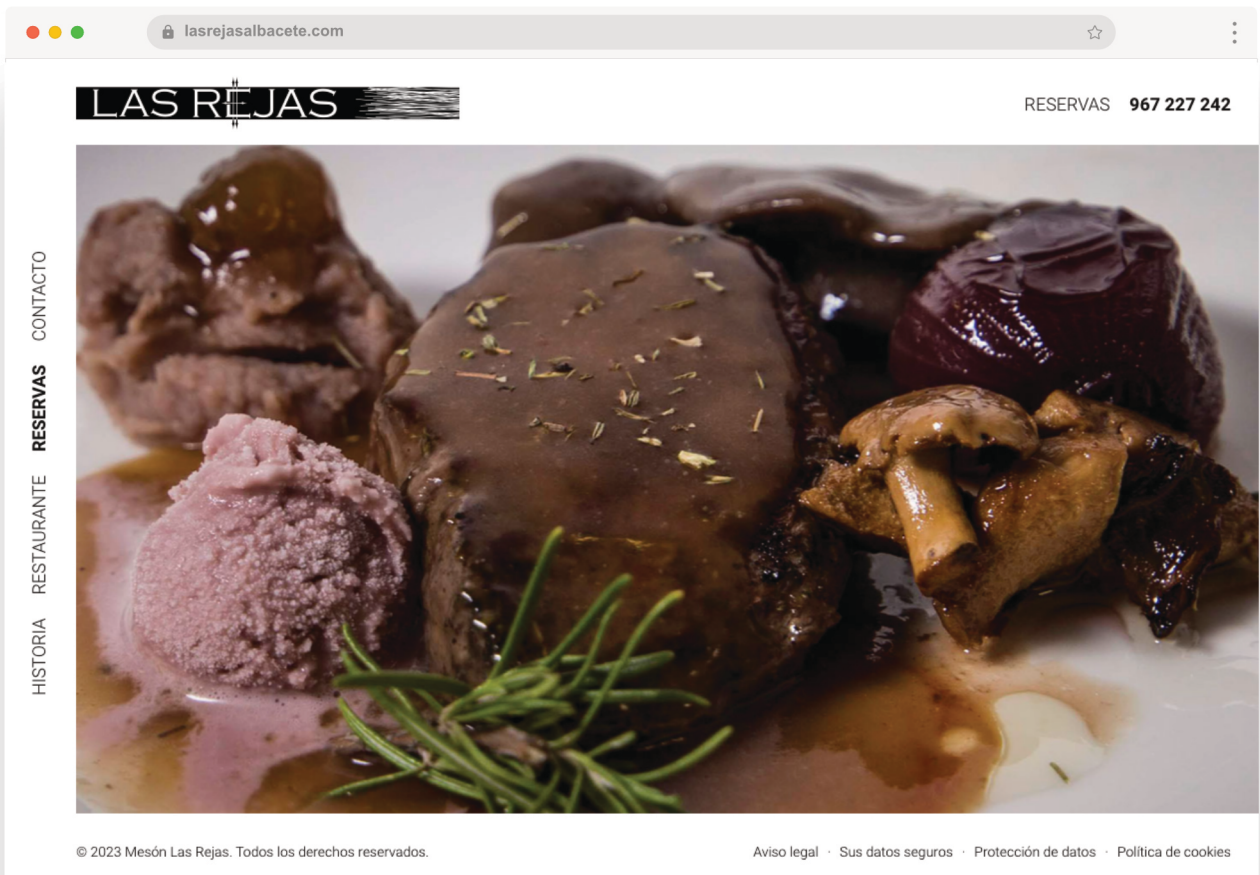 lasrejasalbacete.com
LAS REJAS
RESERVAS 967 227 242
CONTACTO
RESERVAS
RESTAURANTE
HISTORIA
© 2023 Mesón Las Rejas. Todos los derechos reservados.
Aviso legal · Sus datos seguros · Protección de datos · Política de cookies